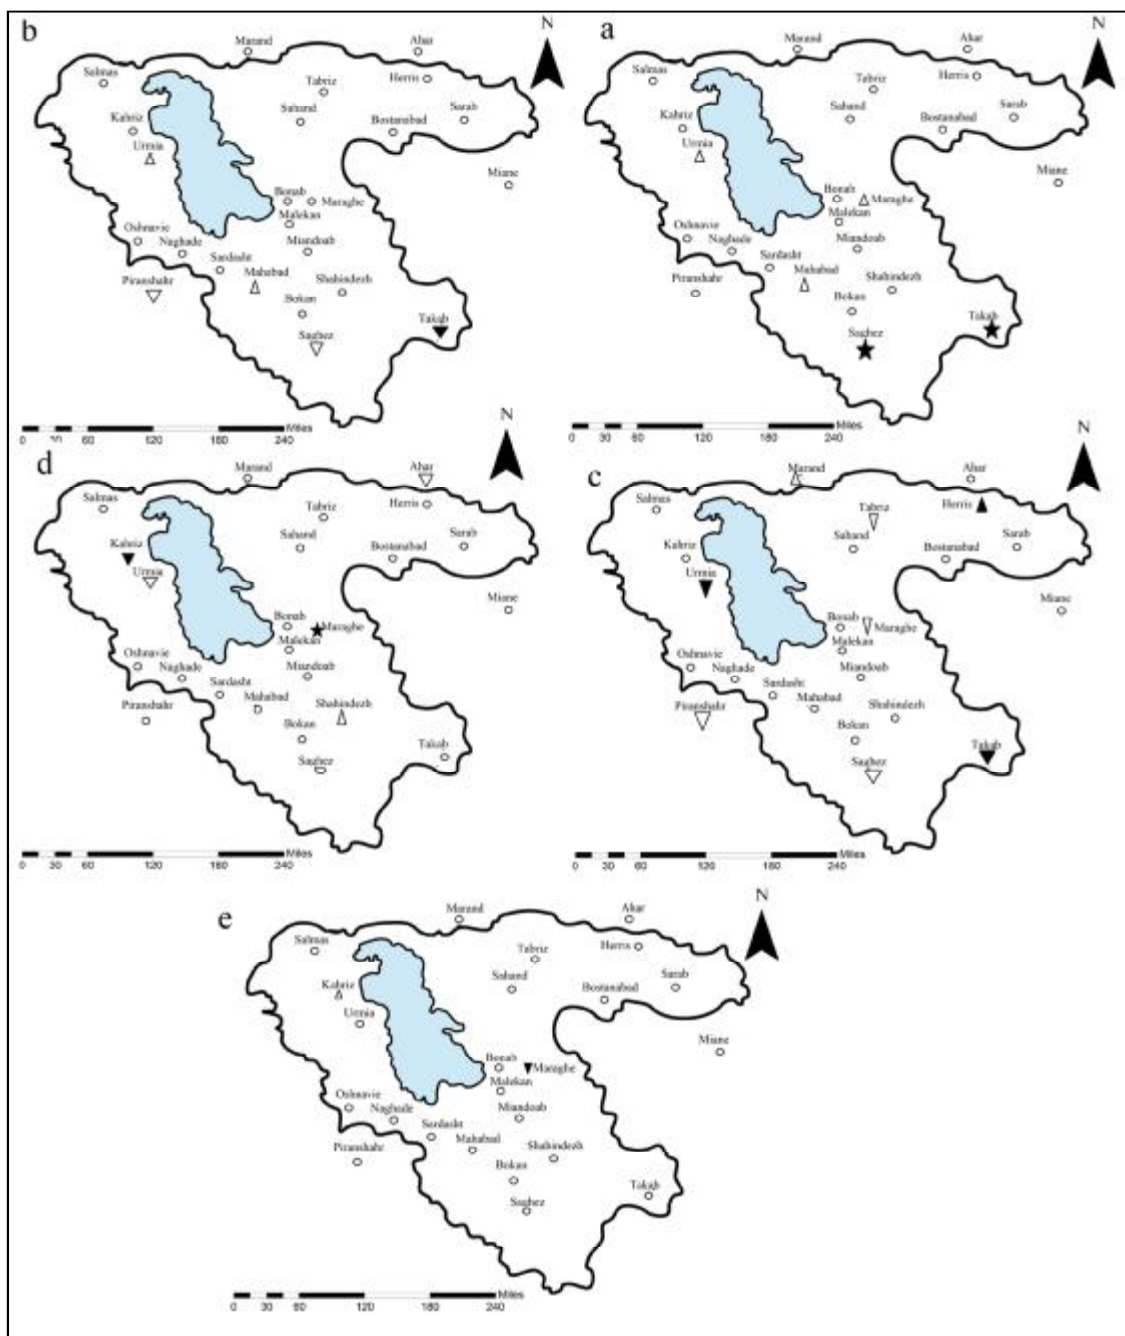 b
N
Marand
Ahar
Salmas
Tabriz
Herris
Kahriz
Sahand
Sarab
Bostanabad
Urmia
Miane
Bonab
Maraghe
Malekan
Oshnavie
Naghade
Miandoab
Sardasht
Piranshahr
Mahabad
Shahindezh
Bokan
Takab
Saghez
Miles
0 60 120 180 240
a
N
Marand
Ahar
Salmas
Tabriz
Herris
Kahriz
Sahand
Sarab
Bostanabad
Urmia
Miane
Bonab
Maraghe
Malekan
Oshnavie
Naghade
Miandoab
Sardasht
Piranshahr
Mahabad
Shahindezh
Bokan
Takab
Saghez
Miles
0 30 60 120 180 240
d
N
Marand
Ahar
Salmas
Tabriz
Herris
Kahriz
Sahand
Sarab
Bostanabad
Urmia
Miane
Bonab
Maraghe
Malekan
Oshnavie
Naghade
Miandoab
Sardasht
Piranshahr
Mahabad
Shahindezh
Bokan
Takab
Saghez
Miles
0 30 60 120 180 240
c
N
Marand
Ahar
Salmas
Tabriz
Herris
Kahriz
Sahand
Sarab
Bostanabad
Urmia
Miane
Bonab
Maraghe
Malekan
Oshnavie
Naghade
Miandoab
Sardasht
Piranshahr
Mahabad
Shahindezh
Bokan
Takab
Saghez
Miles
0 30 60 120 180 240
e
N
Marand
Ahar
Salmas
Tabriz
Herris
Kahriz
Sahand
Sarab
Bostanabad
Urmia
Miane
Bonab
Maraghe
Malekan
Oshnavie
Naghade
Miandoab
Sardasht
Piranshahr
Mahabad
Shahindezh
Bokan
Takab
Saghez
Miles
0 30 60 120 180 240